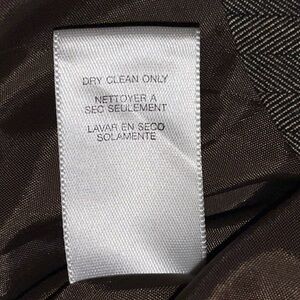 DRY CLEAN ONLY
NETTOYER A
SEC SEULEMENT
LAVAR EN SECO
SOLAMENTE